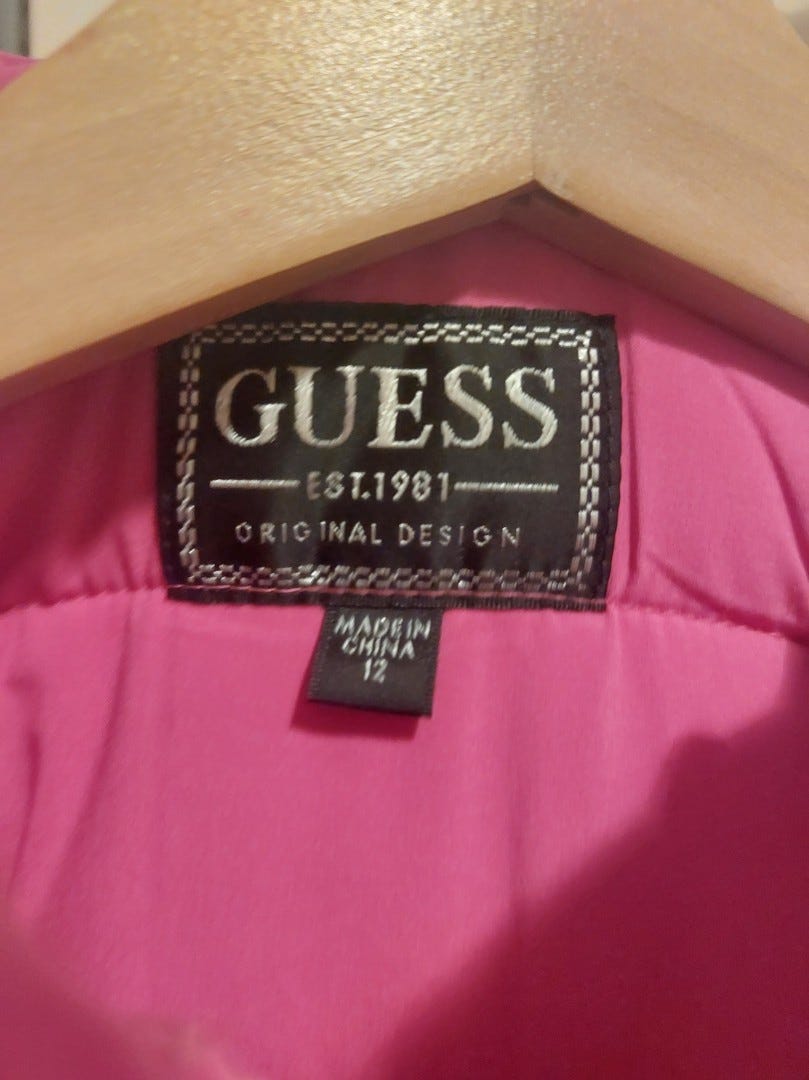 GUESS
EST.1981
ORIGINAL DESIGN
MADE IN
CHINA
12